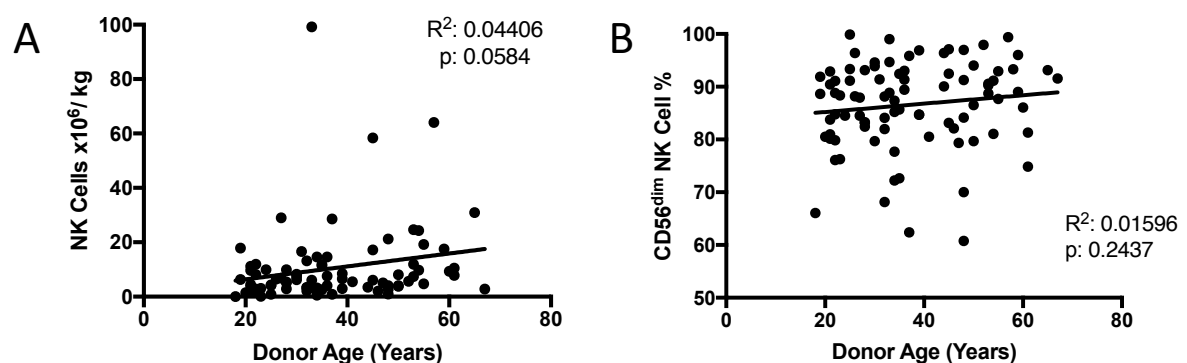 A
NK Cells x10⁶/ kg
100
80
60
40
20
0
0 20 40 60 80
Donor Age (Years)
R²: 0.04406
p: 0.0584
B
CD56ᵈⁱᵐ NK Cell %
100
90
80
70
60
50
0 20 40 60 80
Donor Age (Years)
R²: 0.01596
p: 0.2437